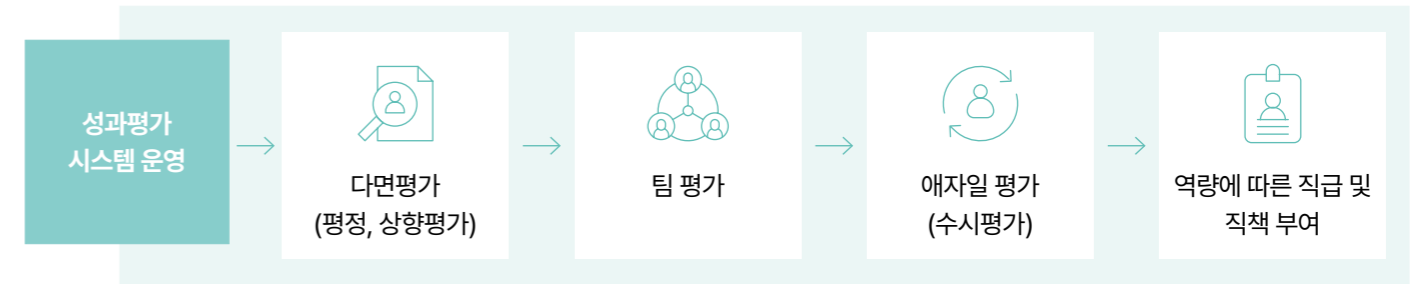 성과평가
시스템 운영
다면평가
(평정, 상향평가)
팀 평가
애자일 평가
(수시평가)
역량에 따른 직급 및
직책 부여